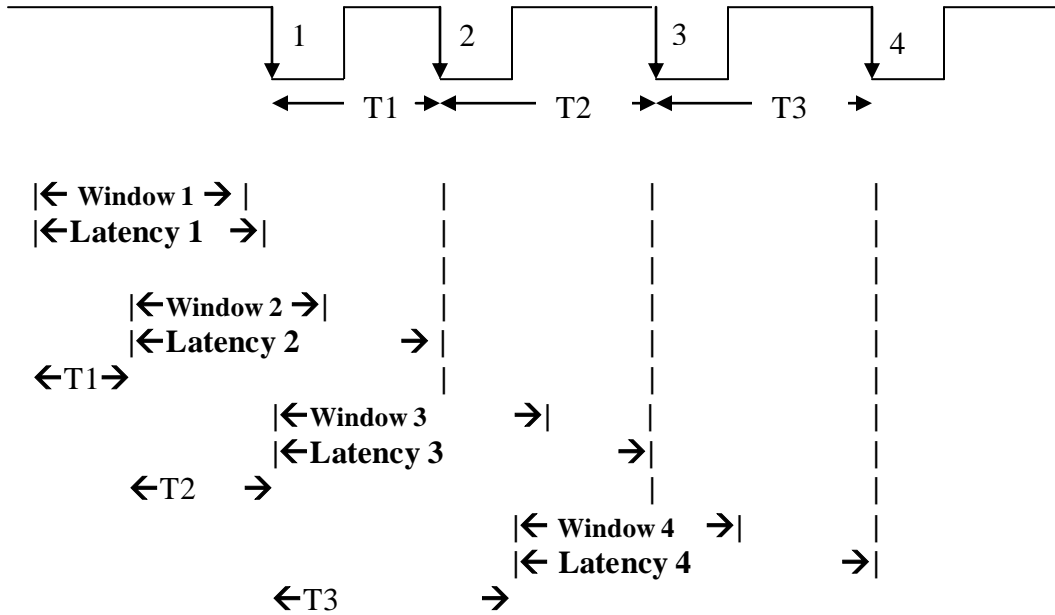 1 2 3 4
T1 T2 T3
|← Window 1 → |
|←Latency 1 →|
|←Window 2 →|
|←Latency 2 →|
←T1→
|←Window 3 →|
|←Latency 3 →|
←T2 →
|← Window 4 →|
|← Latency 4 →|
←T3 →